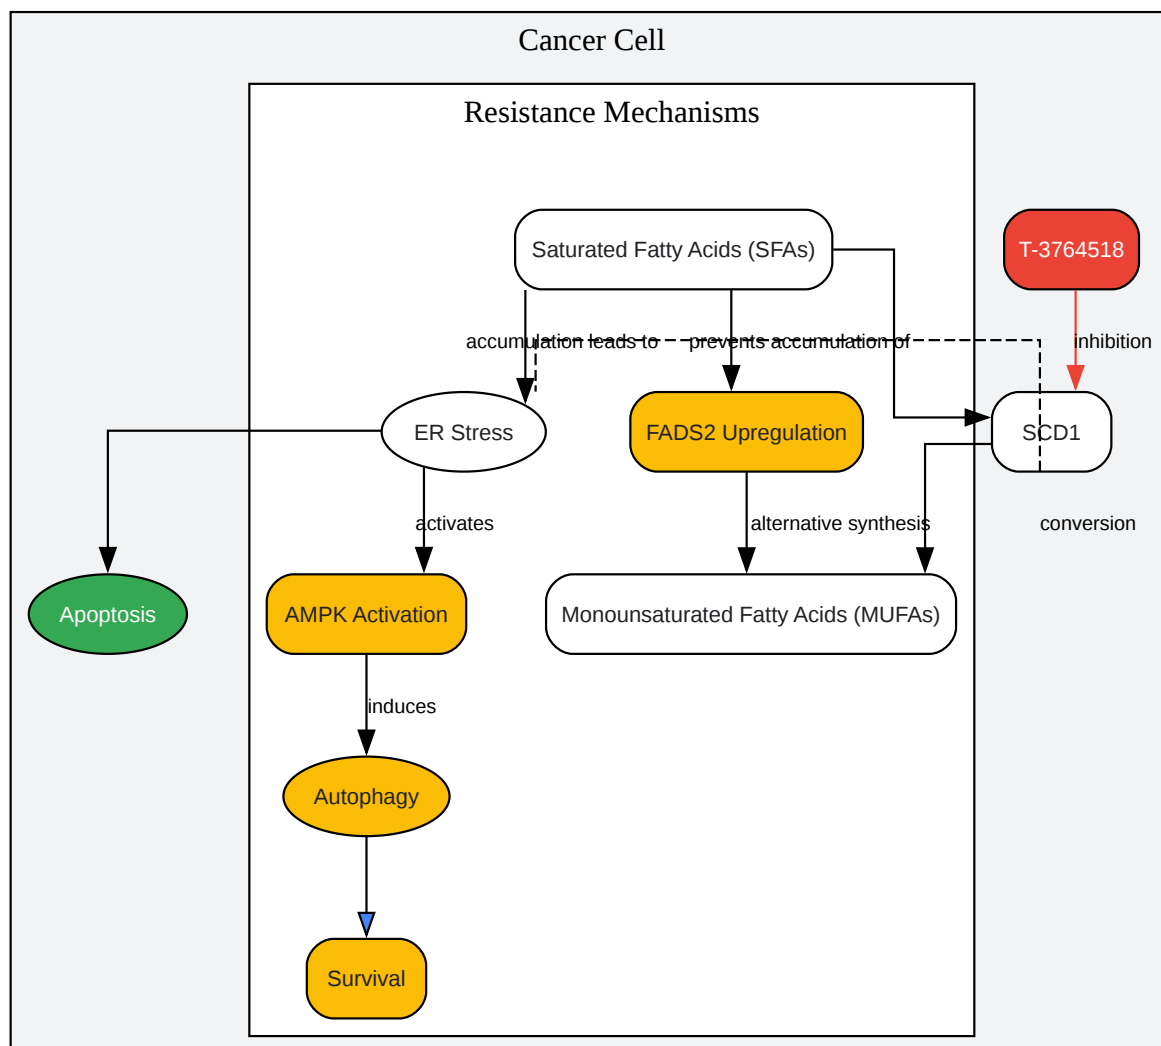 Cancer Cell
Resistance Mechanisms
Saturated Fatty Acids (SFAs)
T-3764518
accumulation leads to
prevents accumulation of
inhibition
ER Stress
FADS2 Upregulation
SCD1
activates
alternative synthesis
conversion
Apoptosis
AMPK Activation
Monounsaturated Fatty Acids (MUFAs)
induces
Autophagy
Survival